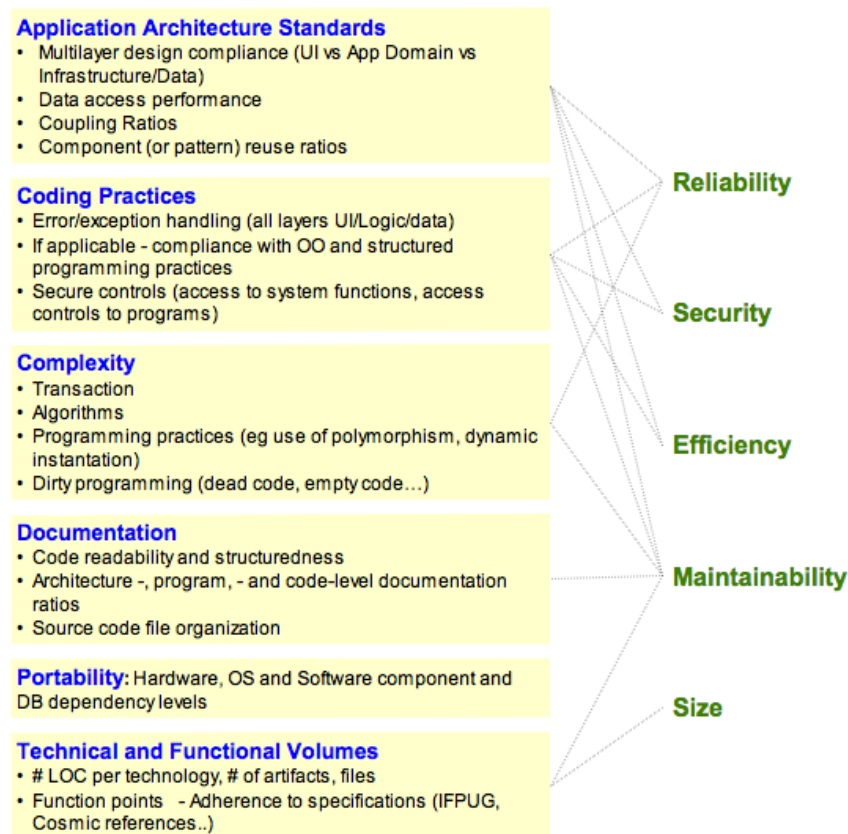 Application Architecture Standards
• Multilayer design compliance (UI vs App Domain vs
Infrastructure/Data)
• Data access performance
• Coupling Ratios
• Component (or pattern) reuse ratios
Coding Practices
• Error/exception handling (all layers UI/Logic/data)
• If applicable - compliance with OO and structured
programming practices
• Secure controls (access to system functions, access
controls to programs)
Complexity
• Transaction
• Algorithms
• Programming practices (eg use of polymorphism, dynamic
instantation)
• Dirty programming (dead code, empty code…)
Documentation
• Code readability and structuredness
• Architecture -, program, - and code-level documentation
ratios
• Source code file organization
Portability: Hardware, OS and Software component and
DB dependency levels
Technical and Functional Volumes
• # LOC per technology, # of artifacts, files
• Function points - Adherence to specifications (IFPUG,
Cosmic references..)
Reliability
Security
Efficiency
Maintainability
Size